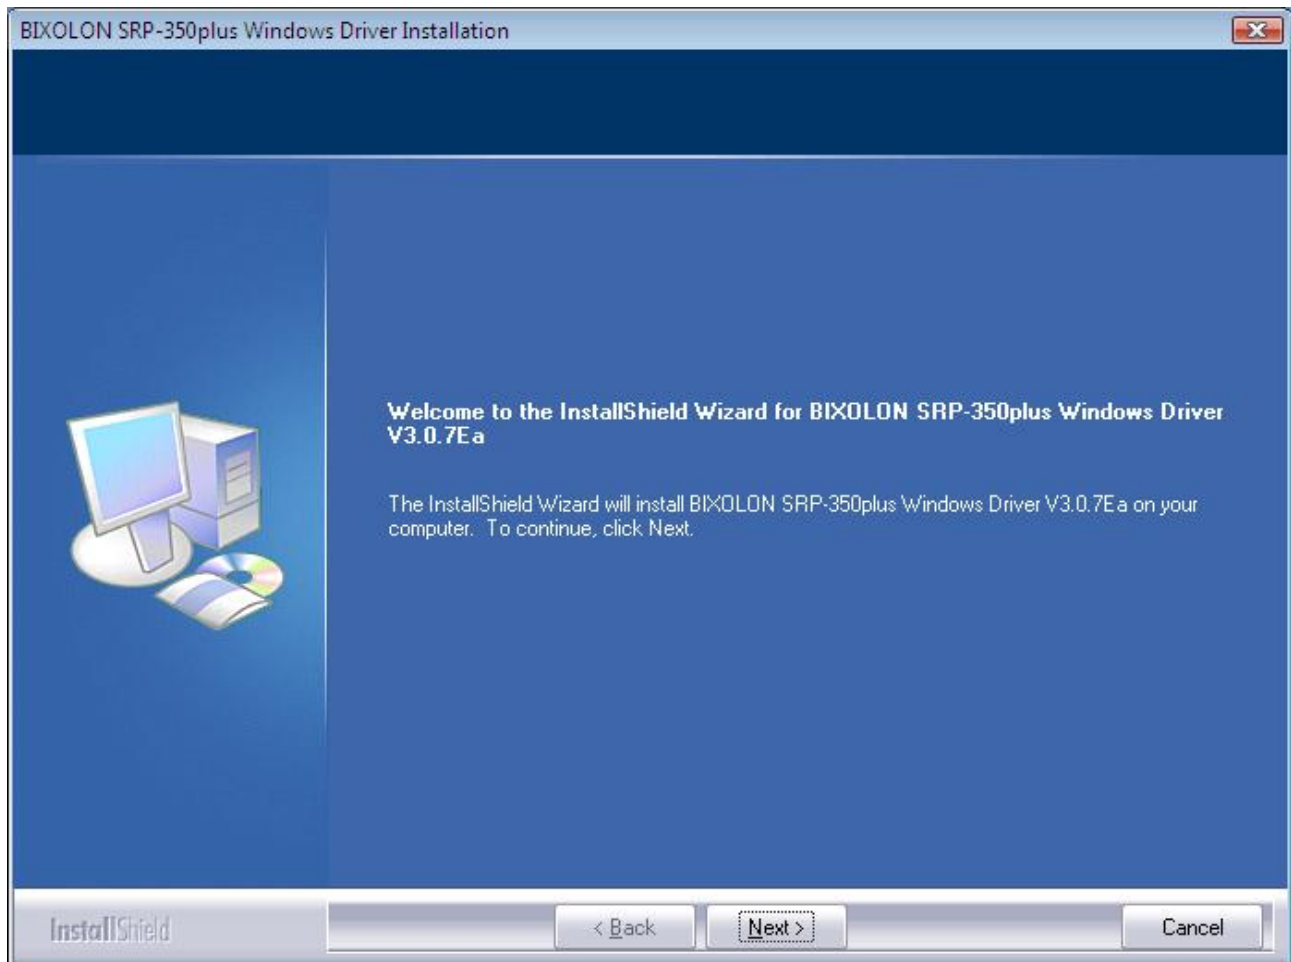 BIXOLON SRP-350plus Windows Driver Installation
Welcome to the InstallShield Wizard for BIXOLON SRP-350plus Windows Driver
V3.0.7Ea
The InstallShield Wizard will install BIXOLON SRP-350plus Windows Driver V3.0.7Ea on your
computer. To continue, click Next.
InstallShield
< Back
Next >
Cancel